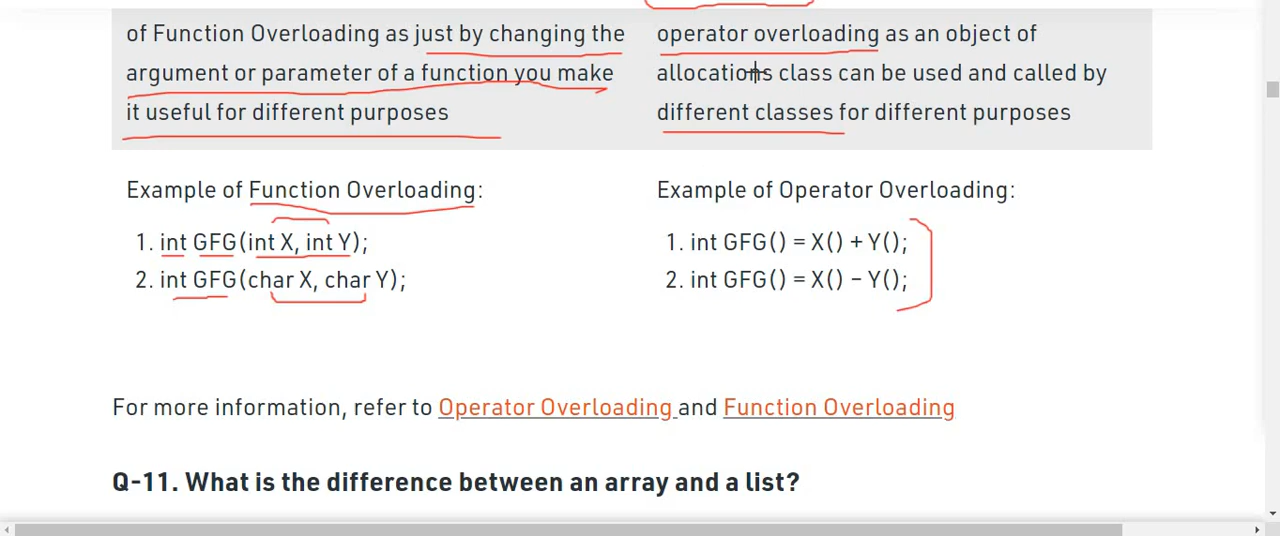 of Function Overloading as just by changing the
argument or parameter of a function you make
it useful for different purposes
operator overloading as an object of
allocations class can be used and called by
different classes for different purposes
Example of Function Overloading:
1. int GFG(int X, int Y);
2. int GFG(char X, char Y);
Example of Operator Overloading:
1. int GFG() = X() + Y();
2. int GFG() = X() − Y();
For more information, refer to Operator Overloading and Function Overloading
Q-11. What is the difference between an array and a list?